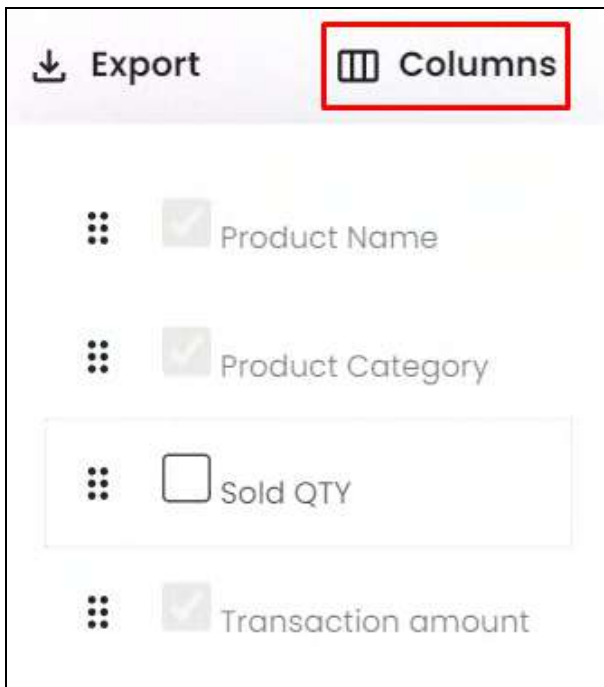 Export Columns
Product Name
Product Category
Sold QTY
Transaction amount